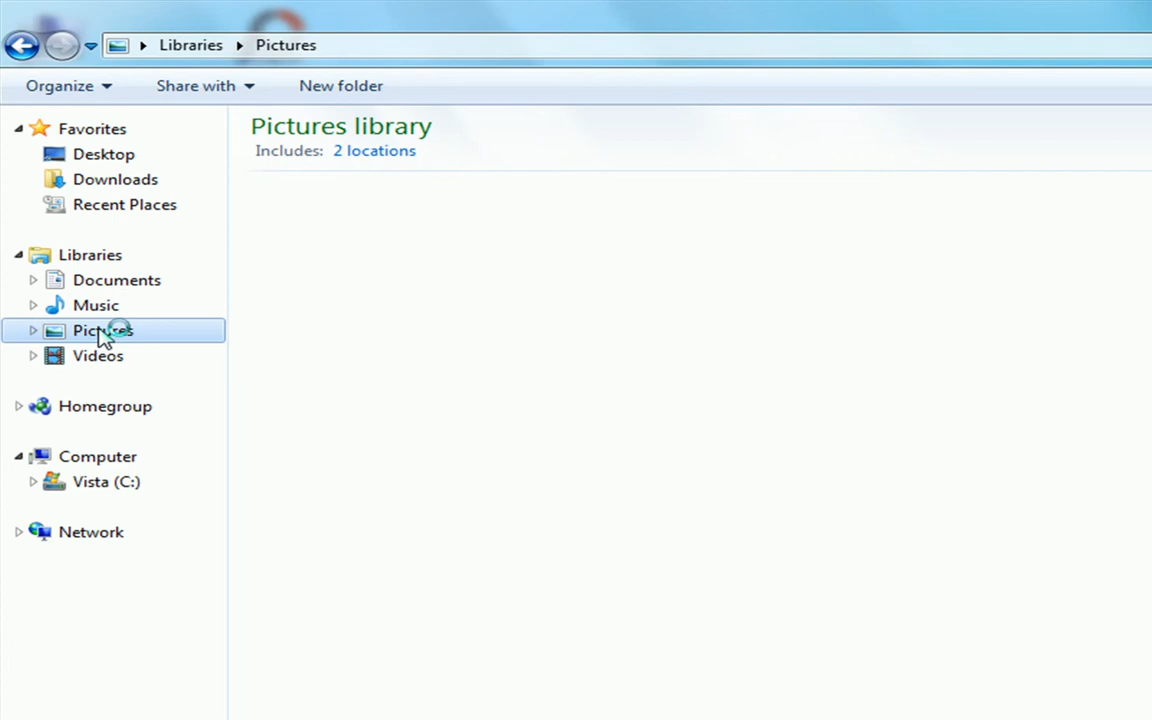 Libraries Pictures
Organize Share with New folder
Favorites
Desktop
Downloads
Recent Places
Libraries
Documents
Music
Pictures
Videos
Homegroup
Computer
Vista (C:)
Network
Pictures library
Includes: 2 locations